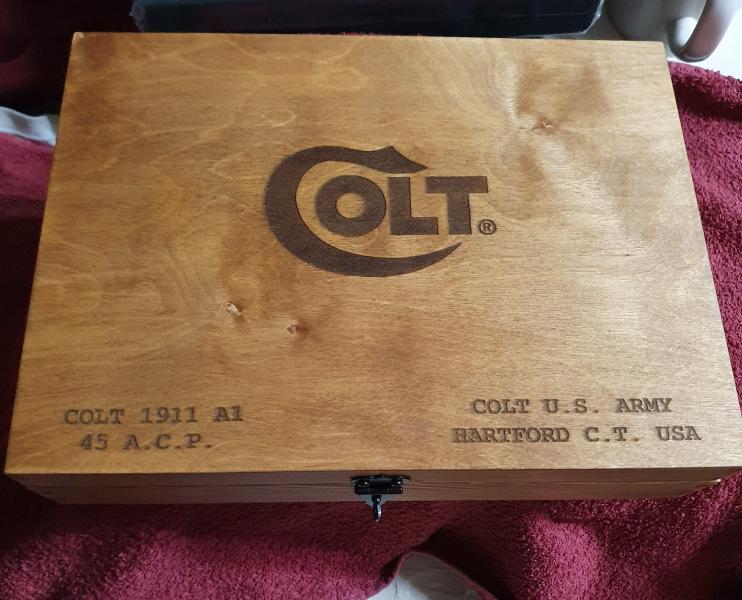 COLT®
COLT 1911 A1
45 A.C.P.
COLT U.S. ARMY
HARTFORD C.T. USA